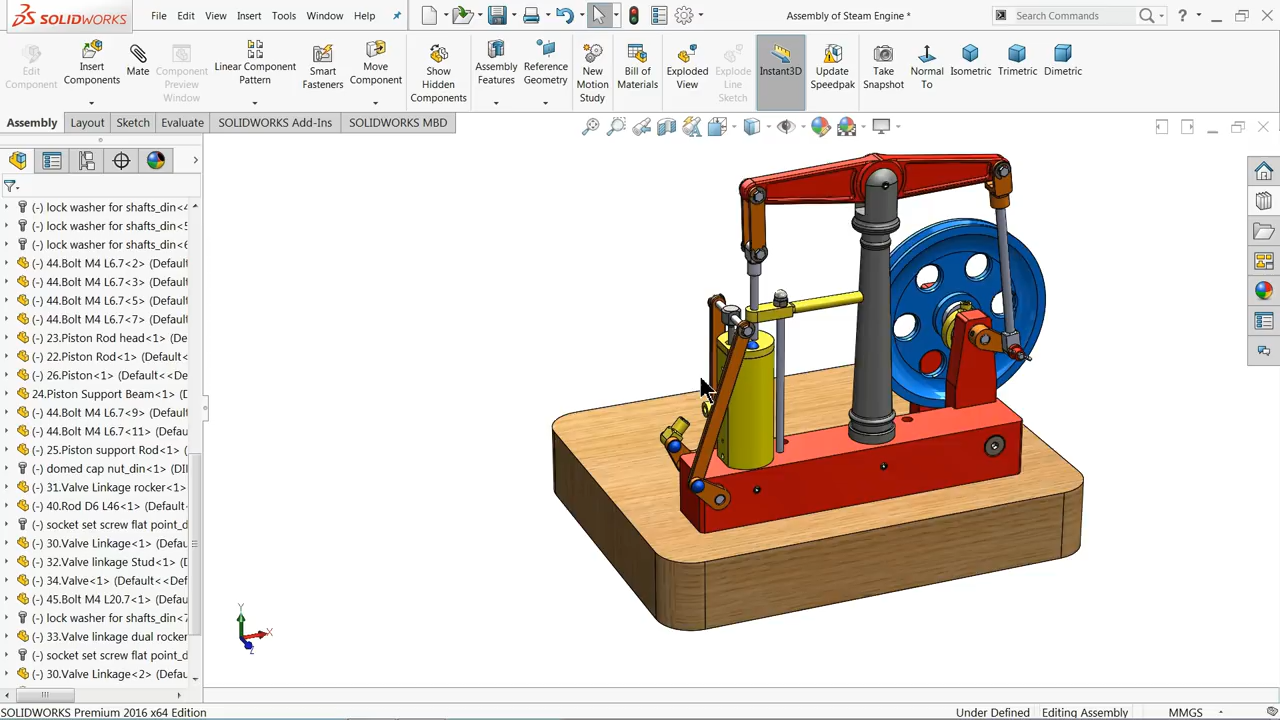 SOLIDWORKS
File Edit View Insert Tools Window Help
Assembly of Steam Engine *
Search Commands
Edit Component
Insert Components
Mate
Component Preview Window
Linear Component Pattern
Smart Fasteners
Move Component
Show Hidden Components
Assembly Features
Reference Geometry
New Motion Study
Bill of Materials
Exploded View
Explode Line Sketch
Instant3D
Update Speedpak
Take Snapshot
Normal To
Isometric
Trimetric
Dimetric
Assembly Layout Sketch Evaluate SOLIDWORKS Add-Ins SOLIDWORKS MBD
(-) lock washer for shafts_din<4
(-) lock washer for shafts_din<5
(-) lock washer for shafts_din<6
(-) 44.Bolt M4 L6.7<2> (Default
(-) 44.Bolt M4 L6.7<3> (Default
(-) 44.Bolt M4 L6.7<5> (Default
(-) 44.Bolt M4 L6.7<7> (Default
(-) 23.Piston Rod head<1> (Def
(-) 22.Piston Rod<1> (Default<
(-) 26.Piston<1> (Default<<De
24.Piston Support Beam<1> (D
(-) 44.Bolt M4 L6.7<9> (Default
(-) 44.Bolt M4 L6.7<11> (Defau
(-) 25.Piston support Rod<1> (
(-) domed cap nut_din<1> (DI
(-) 31.Valve Linkage rocker<1>
(-) 40.Rod D6 L46<1> (Default
(-) socket set screw flat point_d
(-) 30.Valve Linkage<1> (Defau
(-) 32.Valve linkage Stud<1> (D
(-) 34.Valve<1> (Default<<Def
(-) 45.Bolt M4 L20.7<1> (Defau
(-) lock washer for shafts_din<7
(-) 33.Valve linkage dual rocker
(-) socket set screw flat point_d
(-) 30.Valve Linkage<2> (Defau
Y
X
Z
SOLIDWORKS Premium 2016 x64 Edition
Under Defined
Editing Assembly
MMGS